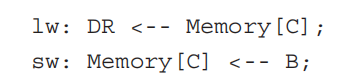 lw: DR <-- Memory[C];
sw: Memory[C] <-- B;